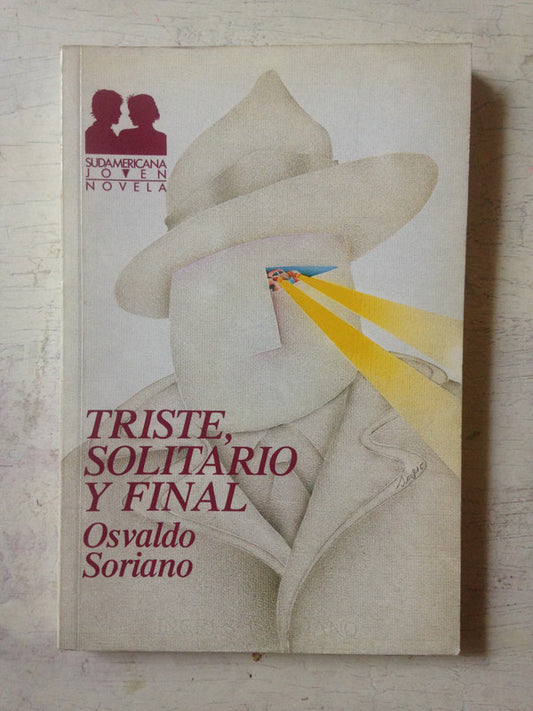 SUDAMERICANA
JOVEN
NOVELA
TRISTE,
SOLITARIO
Y FINAL
Osvaldo
Soriano